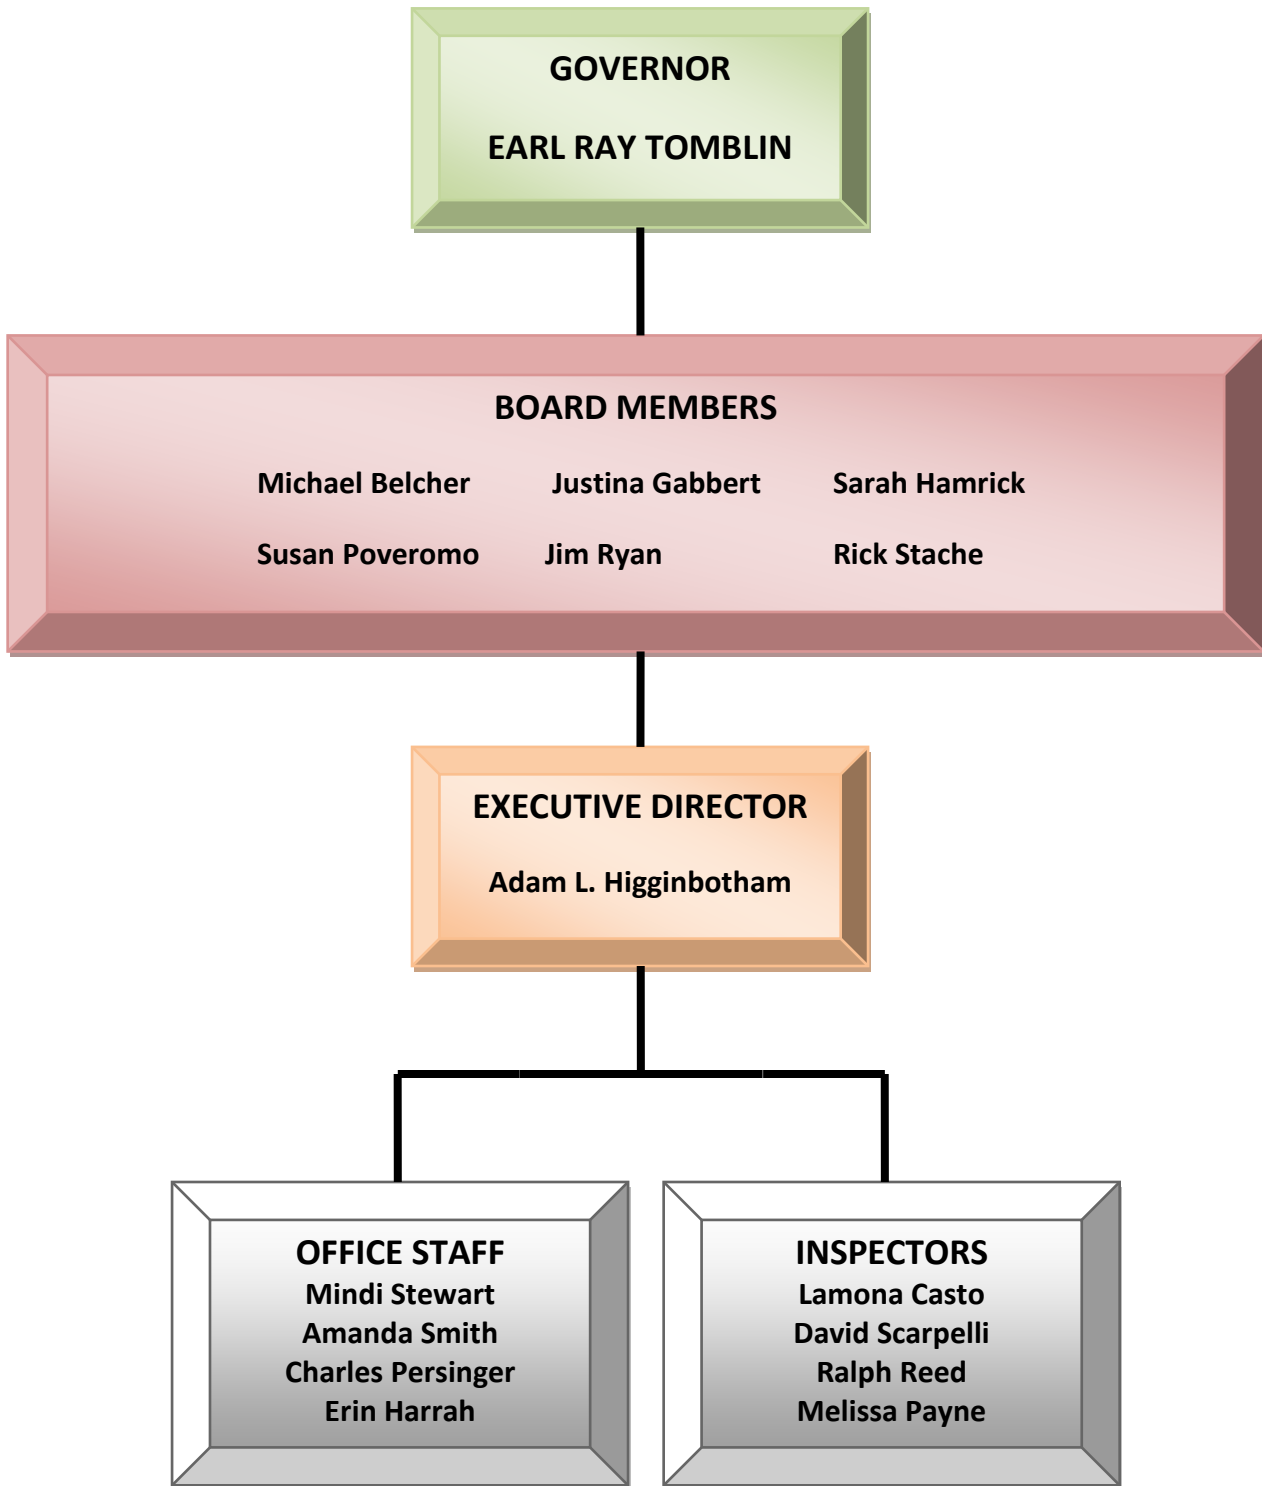 GOVERNOR
EARL RAY TOMBLIN
BOARD MEMBERS
Michael Belcher Justina Gabbert Sarah Hamrick
Susan Poveromo Jim Ryan Rick Stache
EXECUTIVE DIRECTOR
Adam L. Higginbotham
OFFICE STAFF
Mindi Stewart
Amanda Smith
Charles Persinger
Erin Harrah
INSPECTORS
Lamona Casto
David Scarpelli
Ralph Reed
Melissa Payne